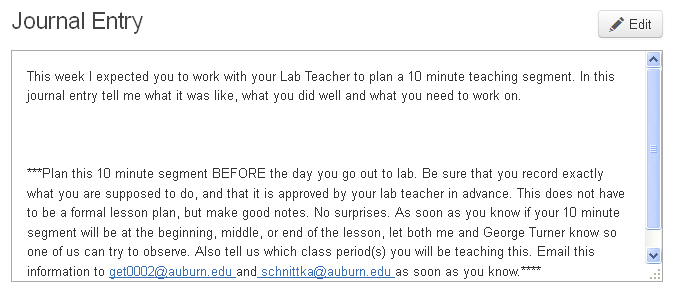 Journal Entry
Edit
This week I expected you to work with your Lab Teacher to plan a 10 minute teaching segment. In this
journal entry tell me what it was like, what you did well and what you need to work on.
***Plan this 10 minute segment BEFORE the day you go out to lab. Be sure that you record exactly
what you are supposed to do, and that it is approved by your lab teacher in advance. This does not have
to be a formal lesson plan, but make good notes. No surprises. As soon as you know if your 10 minute
segment will be at the beginning, middle, or end of the lesson, let both me and George Turner know so
one of us can try to observe. Also tell us which class period(s) you will be teaching this. Email this
information to get0002@auburn.edu and schnittka@auburn.edu as soon as you know.****